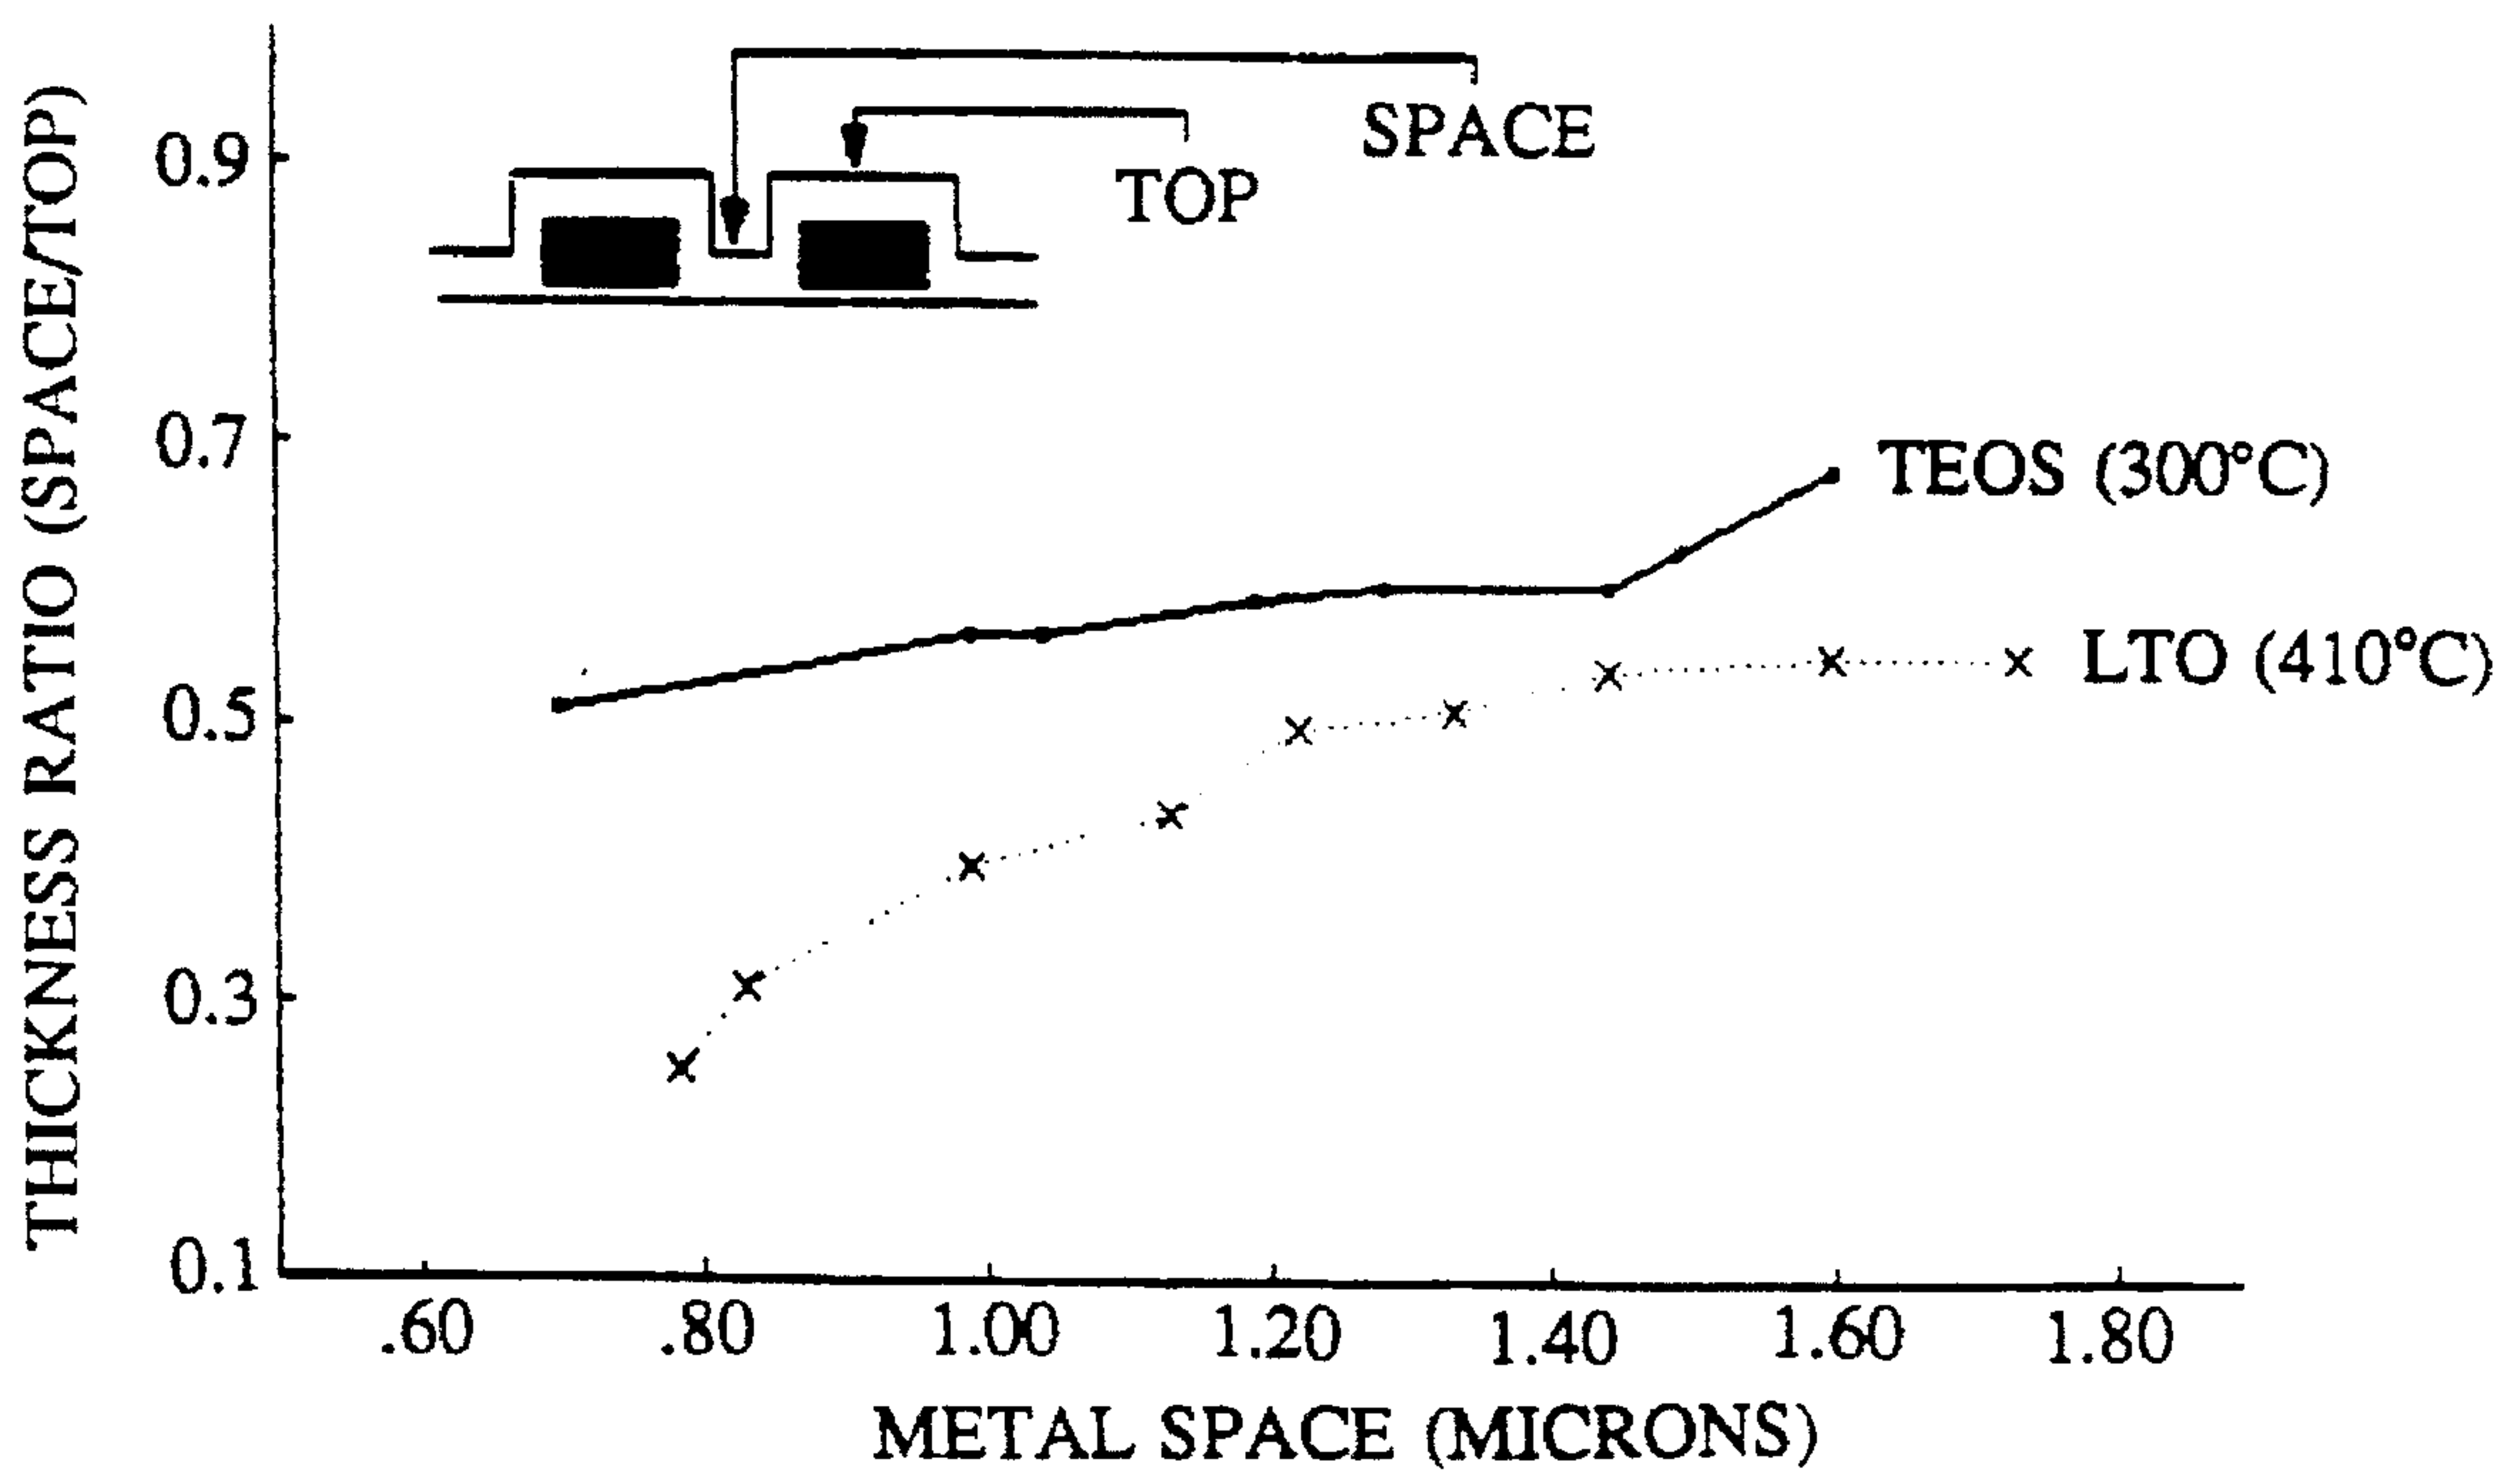 THICKNESS RATIO (SPACE/TOP)
SPACE
TOP
0.9
0.7
0.5
0.3
0.1
TEOS (300°C)
LTO (410°C)
.60 .80 1.00 1.20 1.40 1.60 1.80
METAL SPACE (MICRONS)